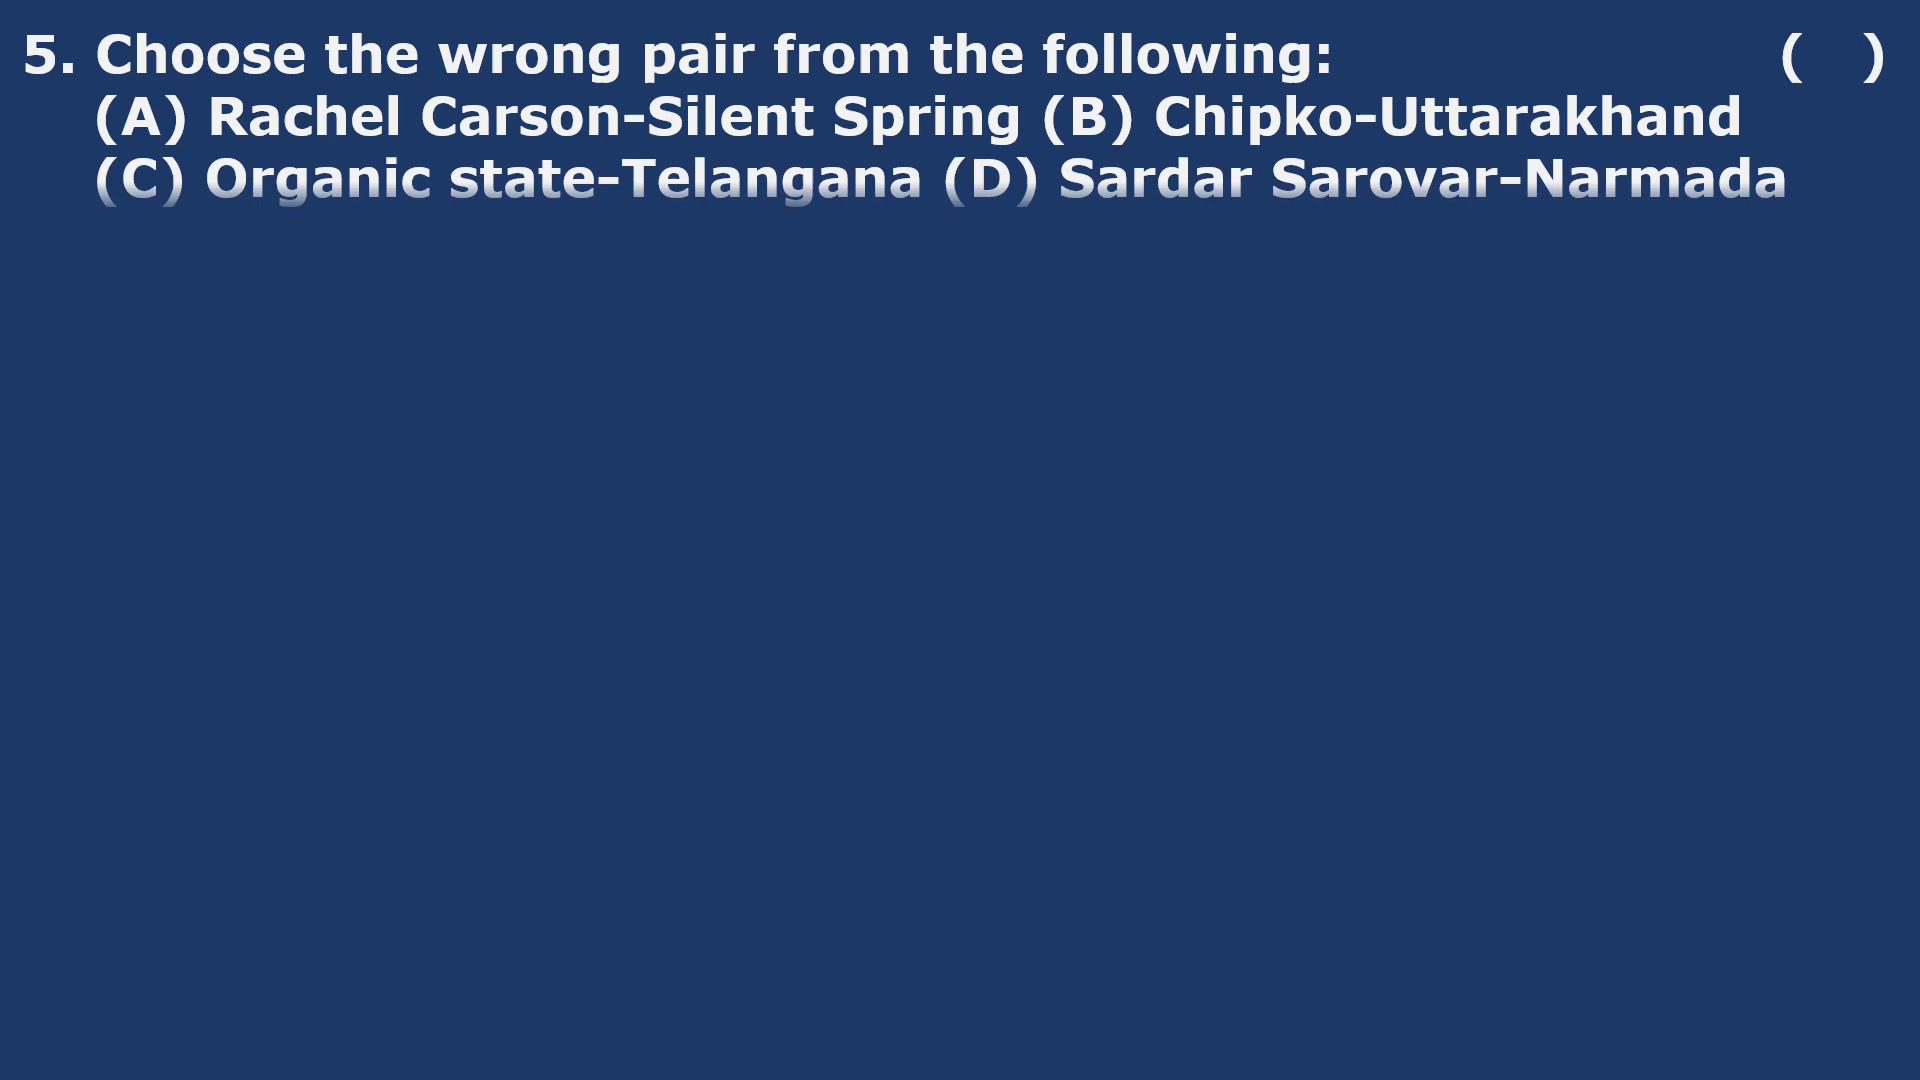 5. Choose the wrong pair from the following: ( )
(A) Rachel Carson–Silent Spring (B) Chipko–Uttarakhand
(C) Organic state–Telangana (D) Sardar Sarovar–Narmada